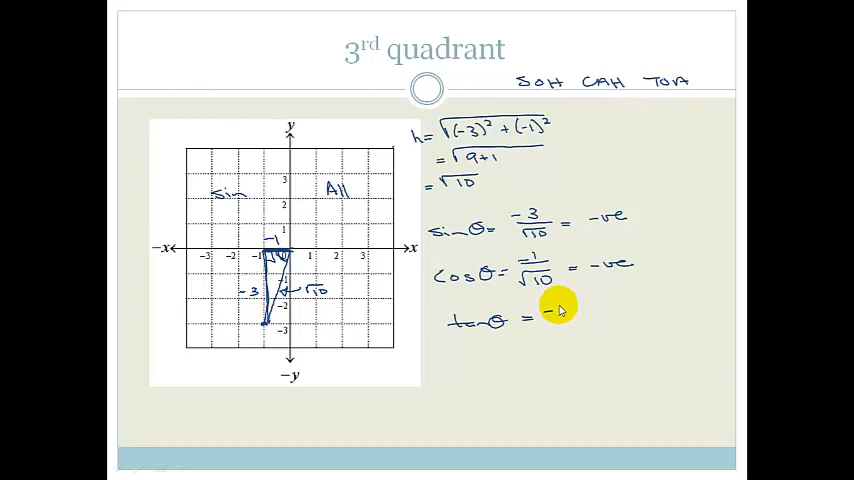 3rd quadrant
SOH CAH TOA
h = √(-3)² + (-1)²
= √9+1
= √10
sinθ = -3/√10 = -ve
cosθ = -1/√10 = -ve
tanθ = -
y
3
sin All
2
1
-1
-x -3 -2 -1 0 1 2 3 x
-1
-3 √10
-2
-3
-y